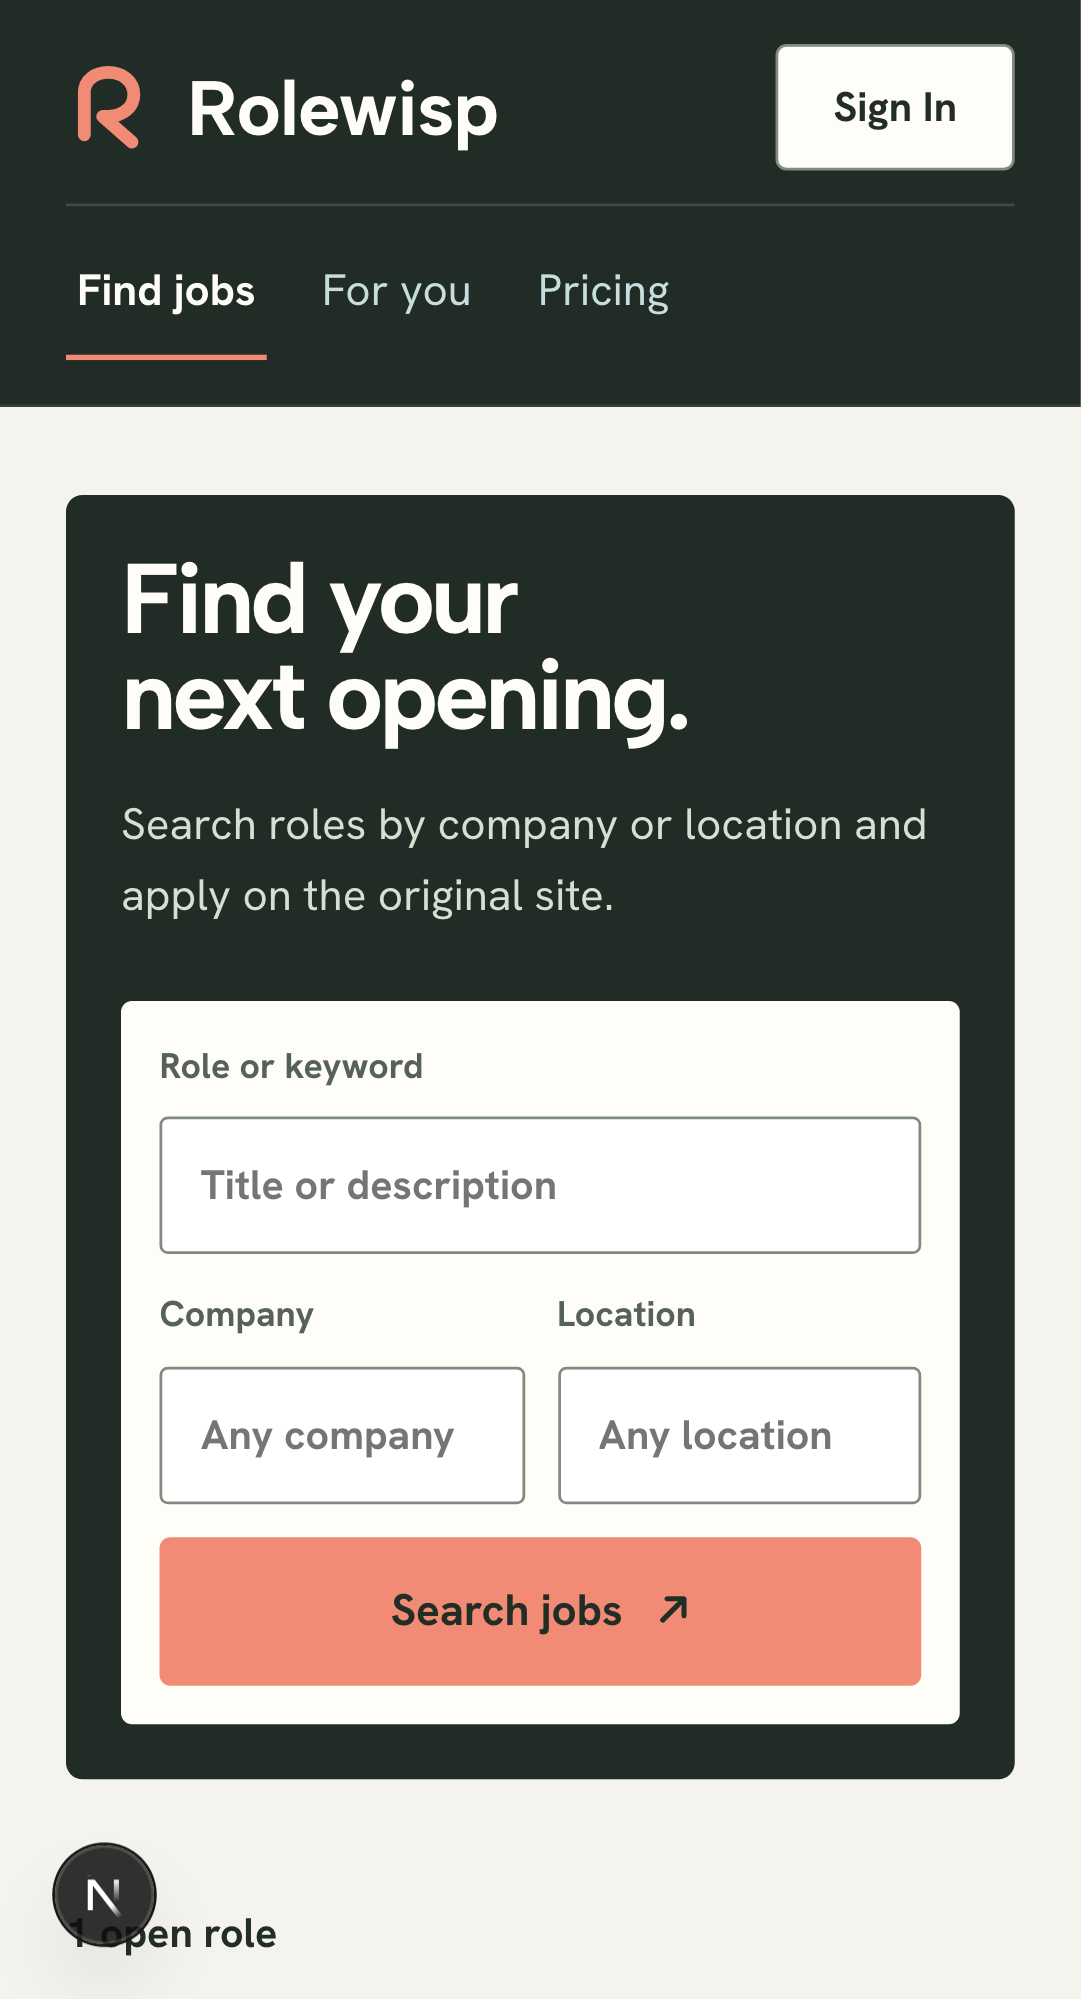 Rolewisp
Sign In
Find jobs
For you
Pricing
Find your
next opening.
Search roles by company or location and
apply on the original site.
Role or keyword
Title or description
Company
Location
Any company
Any location
Search jobs
N
1 open role